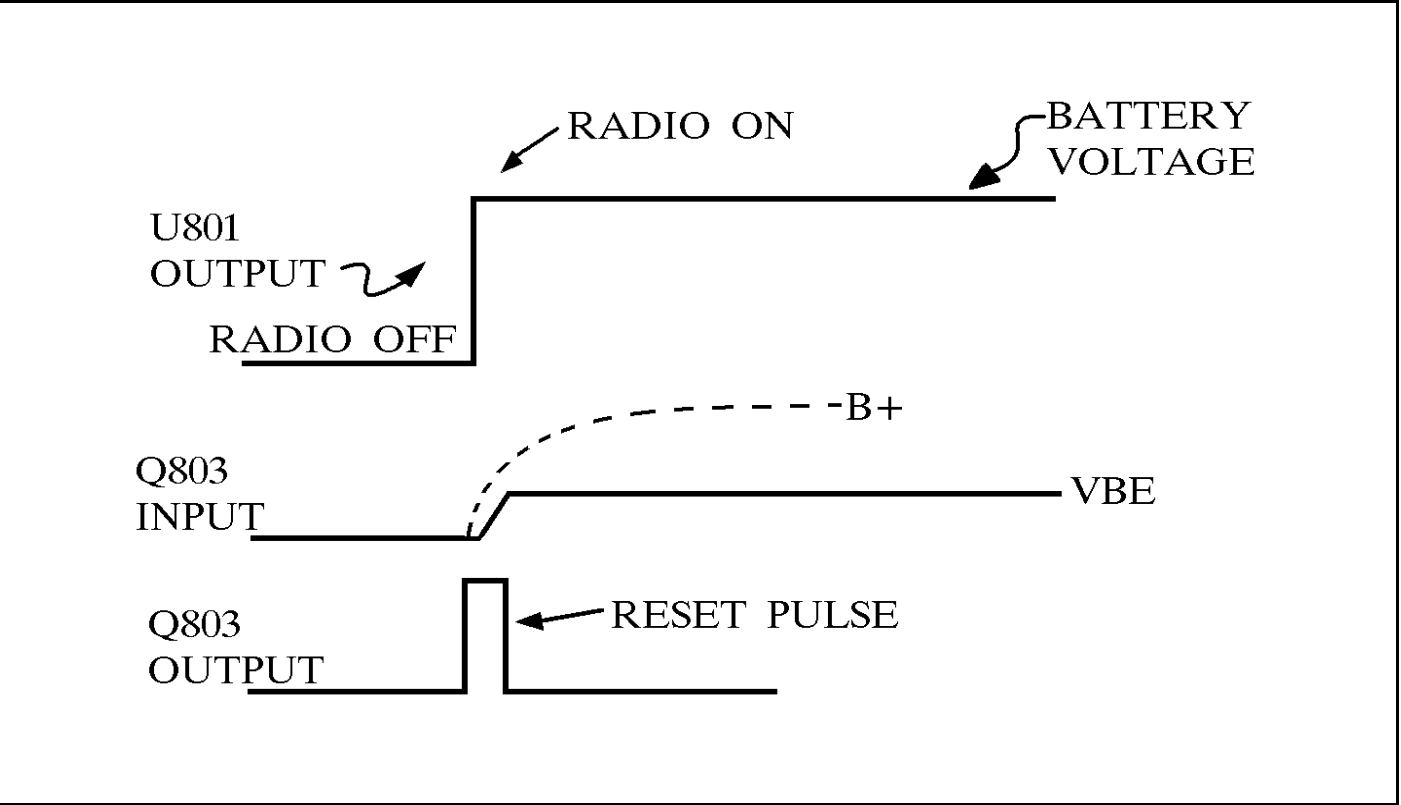 RADIO ON
BATTERY
VOLTAGE
U801
OUTPUT
RADIO OFF
B+
Q803
INPUT
VBE
Q803
OUTPUT
RESET PULSE